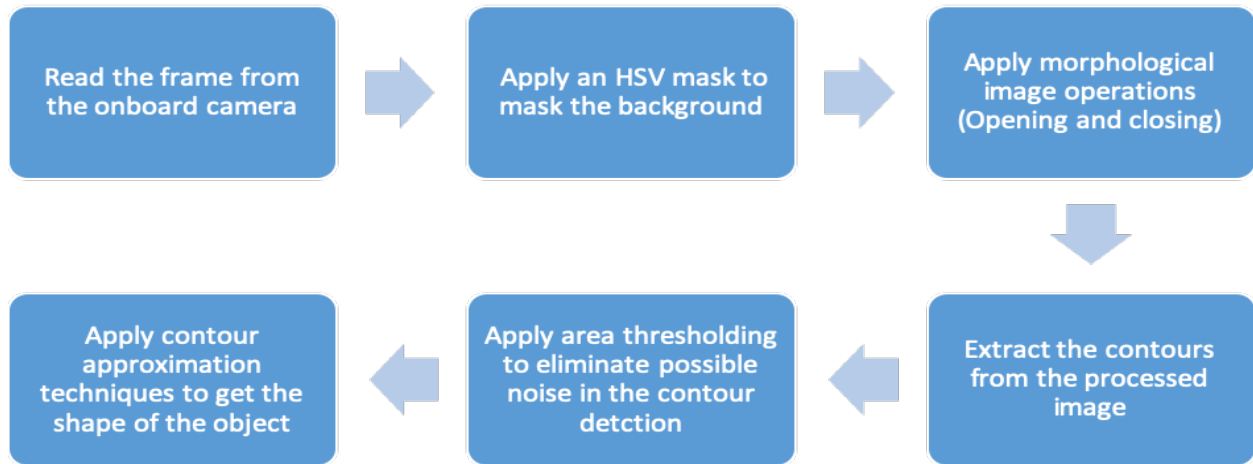 Read the frame from
the onboard camera
Apply an HSV mask to
mask the background
Apply morphological
image operations
(Opening and closing)
Extract the contours
from the processed
image
Apply area thresholding
to eliminate possible
noise in the contour
detction
Apply contour
approximation
techniques to get the
shape of the object